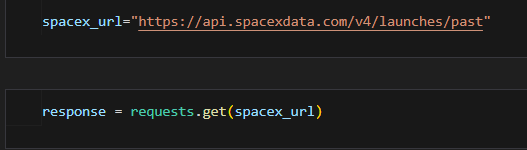 spacex_url="https://api.spacexdata.com/v4/launches/past"
response = requests.get(spacex_url)